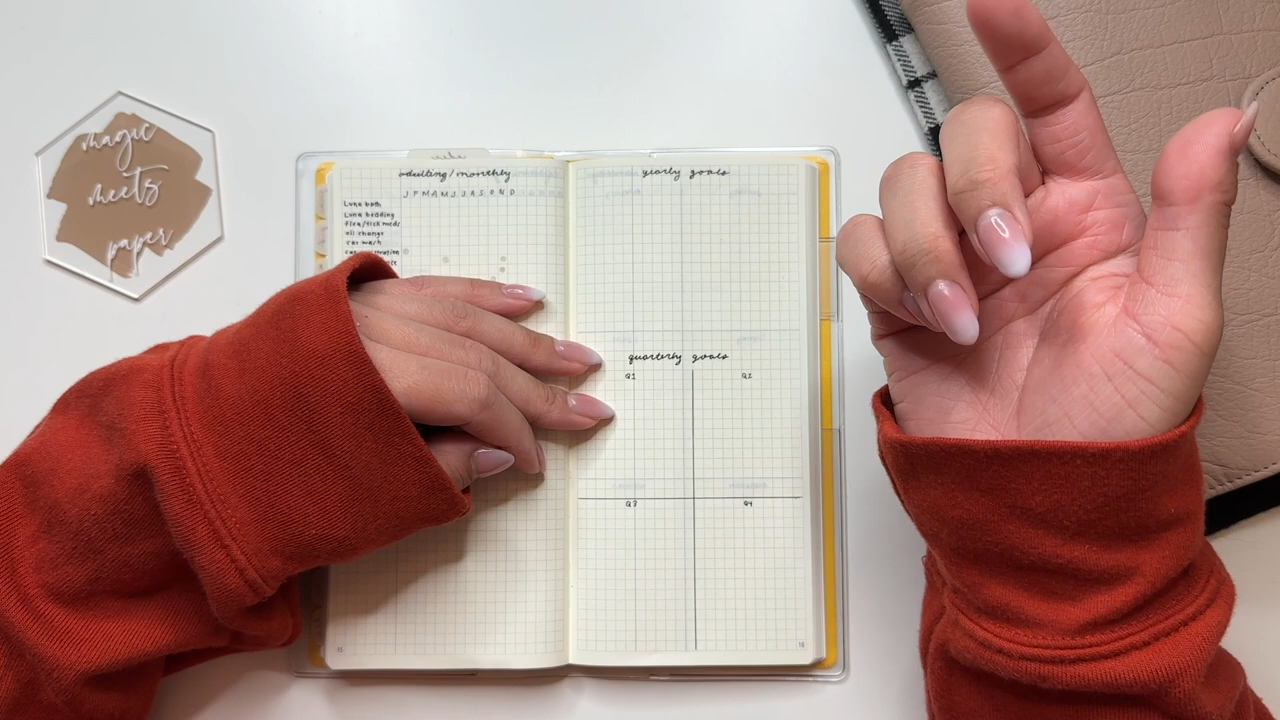 magic
meets
paper
adulting/monthly
J F M A M J J A S O N D
Luna bath
Luna bedding
flea/tick meds
oil change
car wash
yearly goals
quarterly goals
Q1
Q2
Q3
Q4